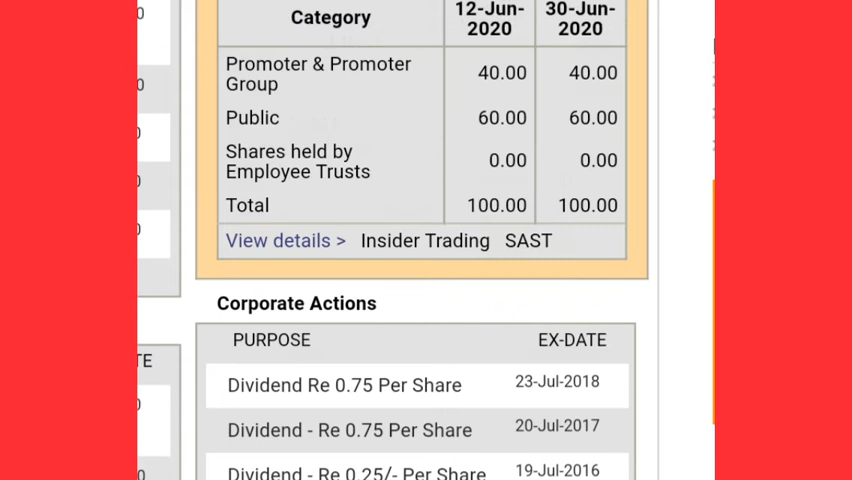 Category 12-Jun-2020 30-Jun-2020
Promoter & Promoter Group 40.00 40.00
Public 60.00 60.00
Shares held by Employee Trusts 0.00 0.00
Total 100.00 100.00
View details > Insider Trading SAST
Corporate Actions
PURPOSE EX-DATE
Dividend Re 0.75 Per Share 23-Jul-2018
Dividend - Re 0.75 Per Share 20-Jul-2017
Dividend - Re 0.25/- Per Share 19-Jul-2016